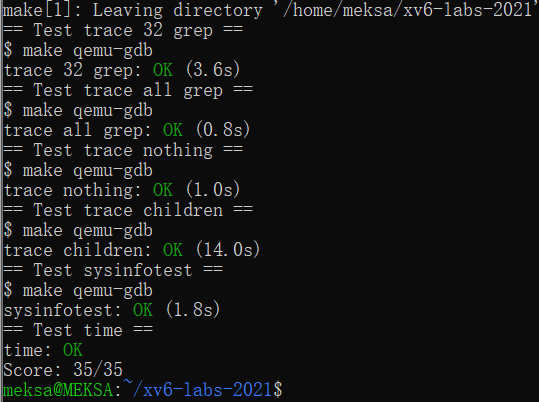 make[1]: Leaving directory '/home/meksa/xv6-labs-2021'
== Test trace 32 grep ==
$ make qemu-gdb
trace 32 grep: OK (3.6s)
== Test trace all grep ==
$ make qemu-gdb
trace all grep: OK (0.8s)
== Test trace nothing ==
$ make qemu-gdb
trace nothing: OK (1.0s)
== Test trace children ==
$ make qemu-gdb
trace children: OK (14.0s)
== Test sysinfotest ==
$ make qemu-gdb
sysinfotest: OK (1.8s)
== Test time ==
time: OK
Score: 35/35
meksa@MEKSA:~/xv6-labs-2021$